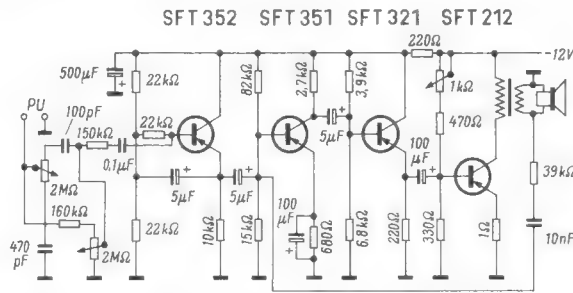 SFT 352 SFT 351 SFT 321 SFT 212
220Ω
-12V
500µF
+
22kΩ
82kΩ
2,7kΩ
3,9kΩ
1kΩ
PU
100pF
150kΩ
22kΩ
0,1µF
5µF
+
470Ω
100
µF
+
5µF
+
5µF
+
2MΩ
39kΩ
160kΩ
470
pF
2MΩ
22kΩ
10kΩ
15kΩ
100
µF
+
680Ω
6,8kΩ
220Ω
330Ω
1Ω
10nF